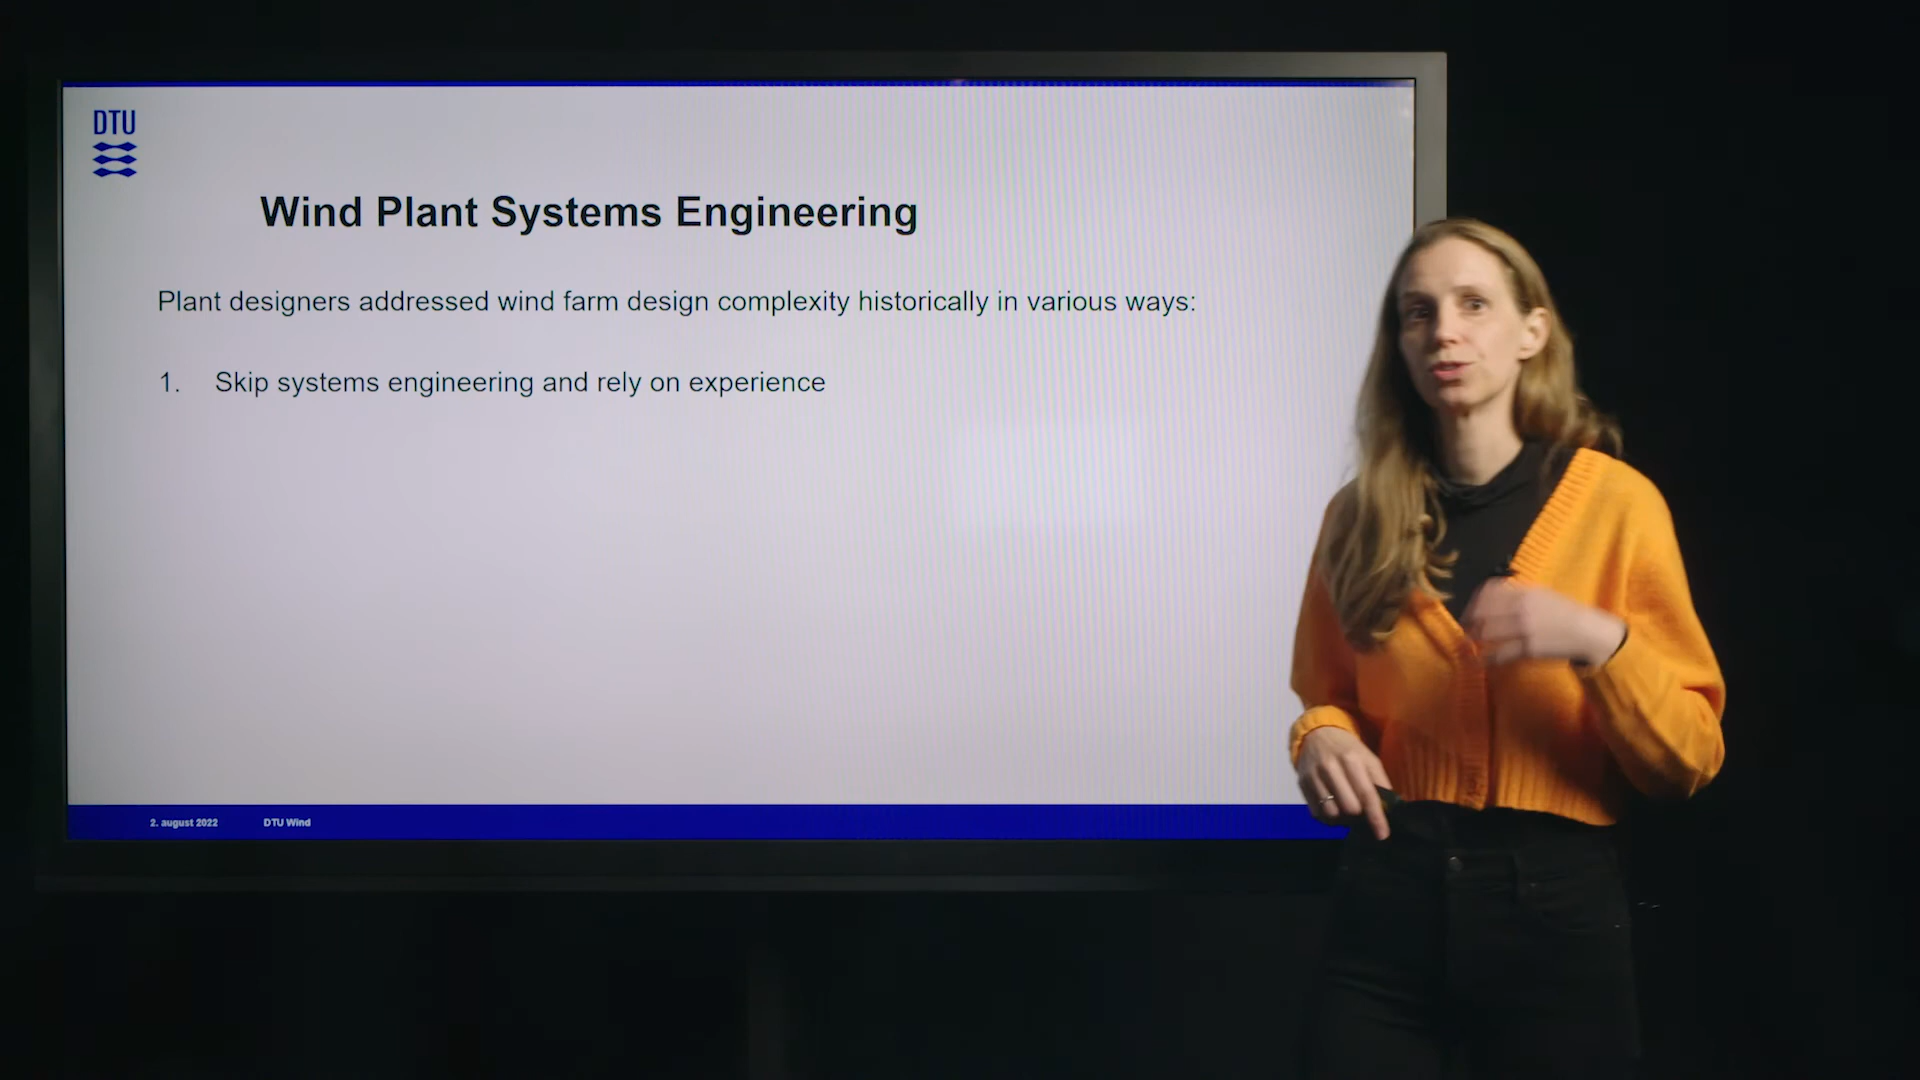 DTU
Wind Plant Systems Engineering
Plant designers addressed wind farm design complexity historically in various ways:
1. Skip systems engineering and rely on experience
2. august 2022 DTU Wind